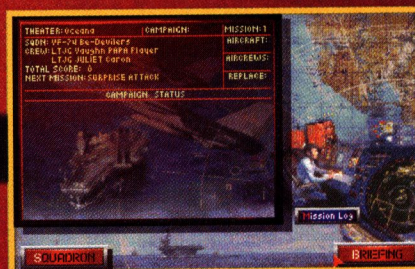 THEATER:Oceana CAMPAIGN: MISSION:1
SQDN: VF-74 Be-Devilers AIRCRAFT:
CREW:LTJG Vaughn PAPA Player
LTJG JULIET Caron AIRCREWS:
TOTAL SCORE: 0
NEXT MISSION:SURPRISE ATTACK REPLACE:
CAMPAIGN STATUS
Mission Log
SQUADRON BRIEFING